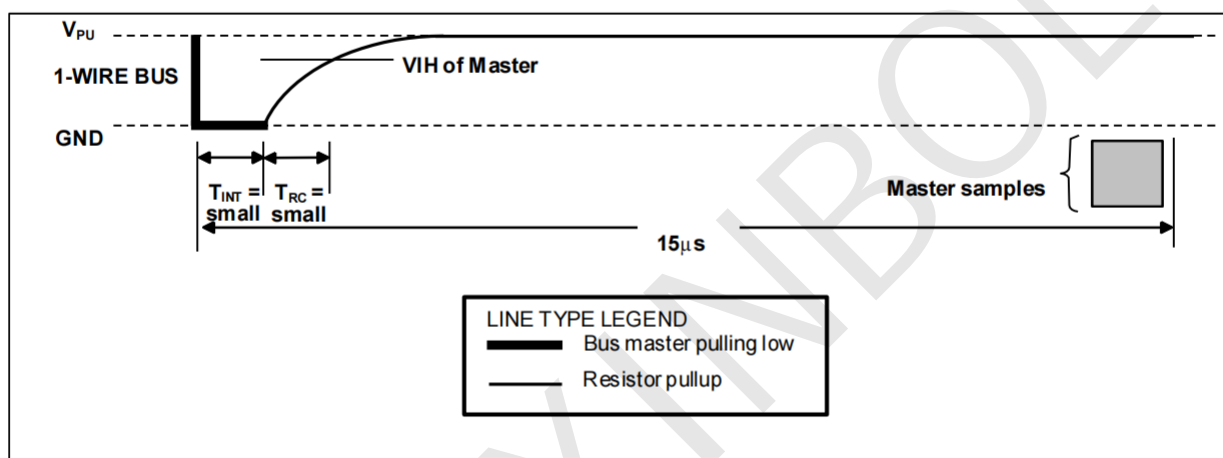 VPU
1-WIRE BUS
VIH of Master
GND
TINT =
small
TRC =
small
Master samples
15μs
LINE TYPE LEGEND
Bus master pulling low
Resistor pullup
YINBOL